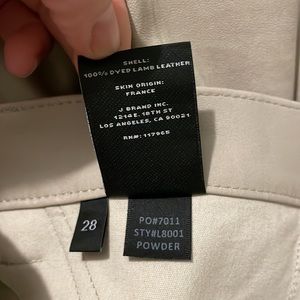 SHELL:
100% DYED LAMB LEATHER
SKIN ORIGIN:
FRANCE
J BRAND INC.
1214 E. 18TH ST
LOS ANGELES, CA 90021
RN#: 117965
28
PO#7011
STY#L8001
POWDER